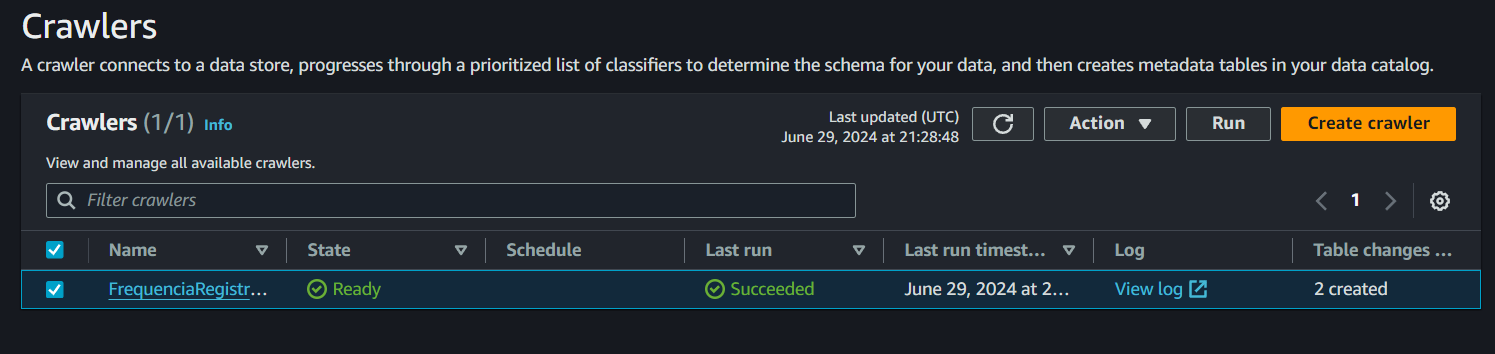 Crawlers
A crawler connects to a data store, progresses through a prioritized list of classifiers to determine the schema for your data, and then creates metadata tables in your data catalog.
Crawlers (1/1) Info
Last updated (UTC)
June 29, 2024 at 21:28:48
Action
Run
Create crawler
View and manage all available crawlers.
Filter crawlers
1
Name State Schedule Last run Last run timest... Log Table changes ...
FrequenciaRegistr... Ready Succeeded June 29, 2024 at 2... View log 2 created